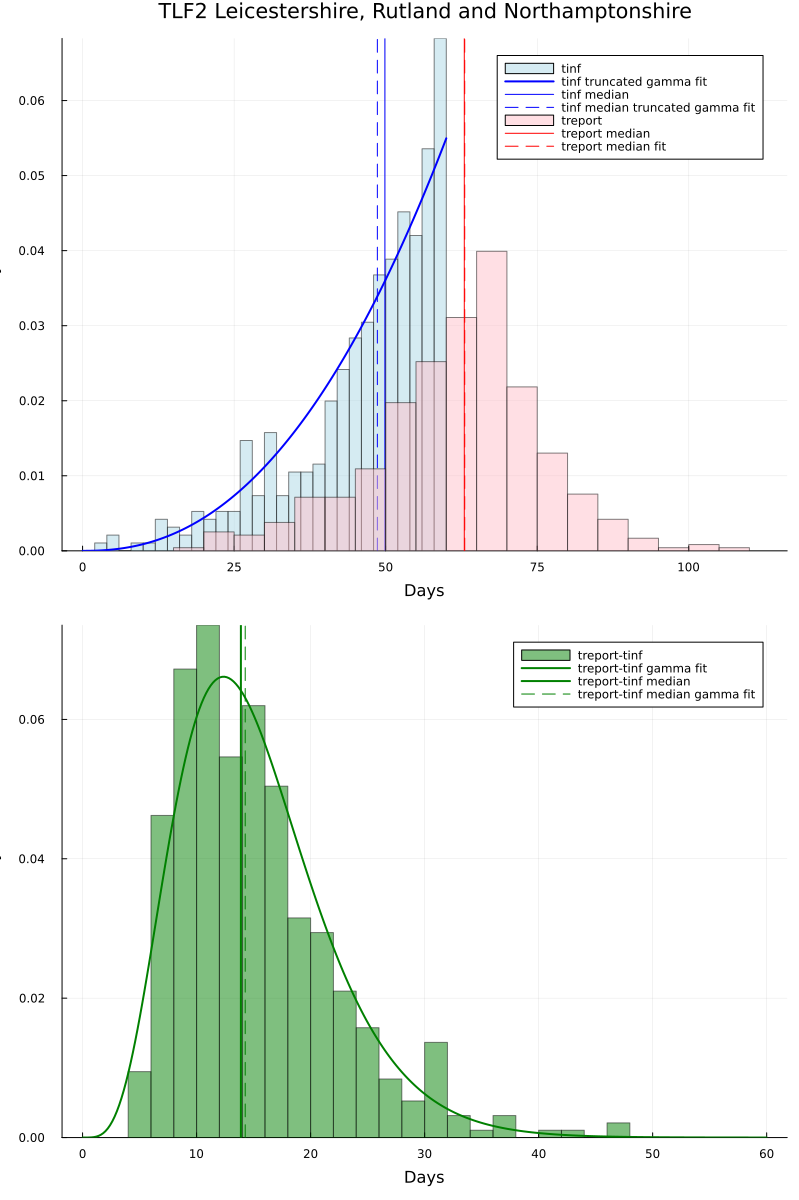 TLF2 Leicestershire, Rutland and Northamptonshire
tinf
tinf truncated gamma fit
tinf median
tinf median truncated gamma fit
treport
treport median
treport median fit
0.06
0.05
0.04
0.03
0.02
0.01
0.00
0 25 50 75 100
Days
treport-tinf
treport-tinf gamma fit
treport-tinf median
treport-tinf median gamma fit
0.06
0.04
0.02
0.00
0 10 20 30 40 50 60
Days